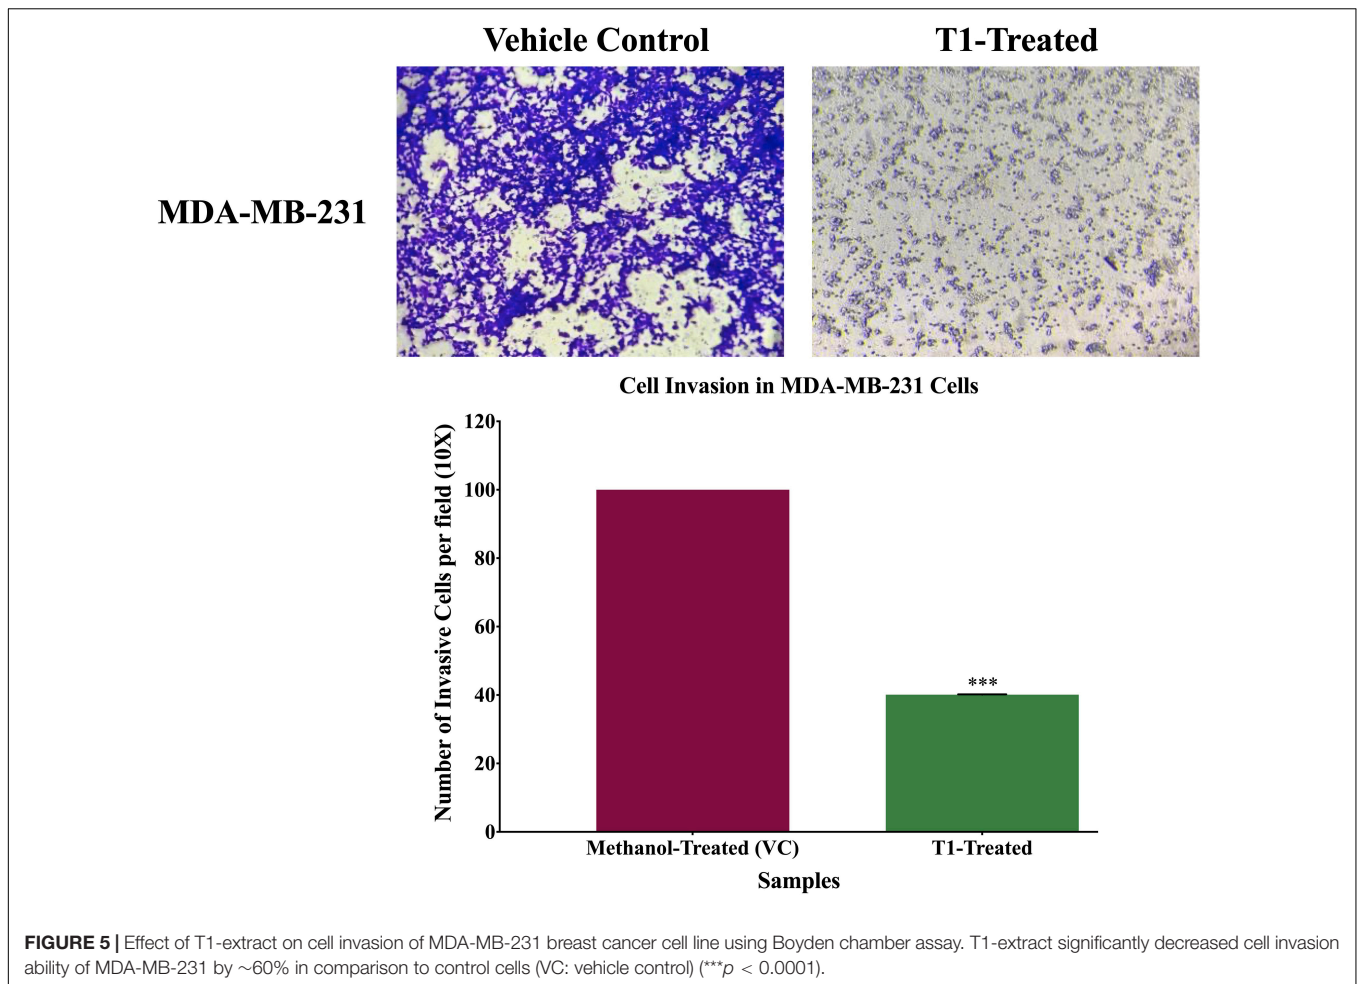 Vehicle Control
T1-Treated
MDA-MB-231
Cell Invasion in MDA-MB-231 Cells
Number of Invasive Cells per field (10X)
120
100
80
60
40
20
0
***
Methanol-Treated (VC)
T1-Treated
Samples
FIGURE 5 | Effect of T1-extract on cell invasion of MDA-MB-231 breast cancer cell line using Boyden chamber assay. T1-extract significantly decreased cell invasion
ability of MDA-MB-231 by ~60% in comparison to control cells (VC: vehicle control) (***p < 0.0001).